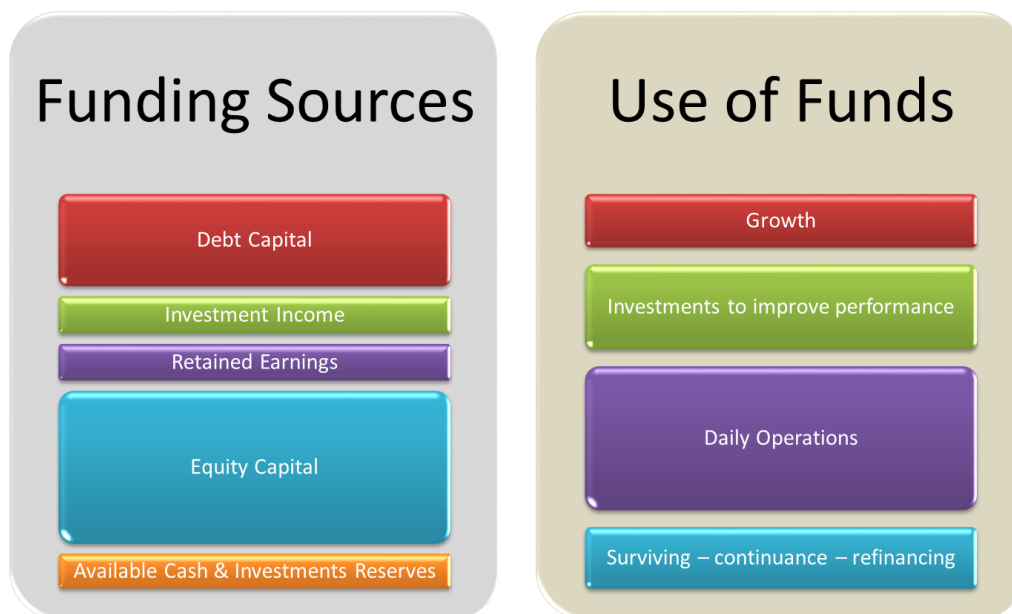 Funding Sources
Debt Capital
Investment Income
Retained Earnings
Equity Capital
Available Cash & Investments Reserves
Use of Funds
Growth
Investments to improve performance
Daily Operations
Surviving – continuance – refinancing